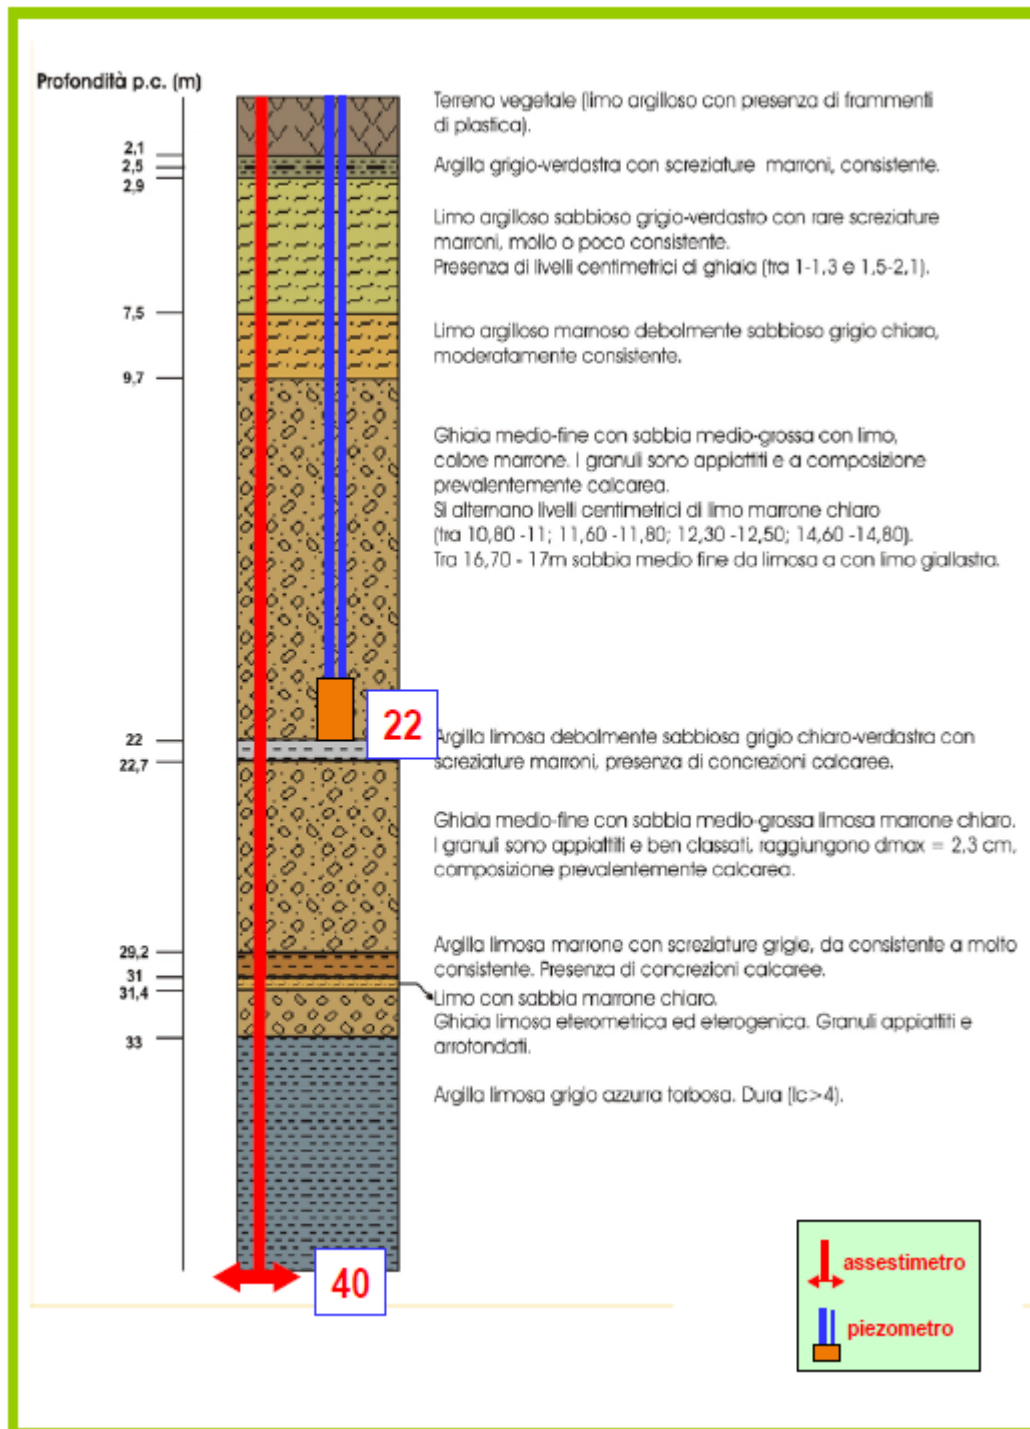 Profondità p.c. (m)
Terreno vegetale (limo argilloso con presenza di frammenti
di plastica).
2,1
2,5
Argilla grigio-verdastra con screziature marroni, consistente.
2,9
Limo argilloso sabbioso grigio-verdastro con rare screziature
marroni, mollo o poco consistente.
Presenza di livelli centimetrici di ghiaia (tra 1-1,3 e 1,5-2,1).
7,5
Limo argilloso marnoso debolmente sabbioso grigio chiaro,
moderatamente consistente.
9,7
Ghiaia medio-fine con sabbia medio-grossa con limo,
colore marrone. I granuli sono appiattiti e a composizione
prevalentemente calcarea.
Si alternano livelli centimetrici di limo marrone chiaro
(tra 10,80 -11; 11,60 -11,80; 12,30 -12,50; 14,60 -14,80).
Tra 16,70 - 17m sabbia medio fine da limosa a con limo giallastra.
22
22
Argilla limosa debolmente sabbiosa grigio chiaro-verdastra con
screziature marroni, presenza di concrezioni calcaree.
22,7
Ghiaia medio-fine con sabbia medio-grossa limosa marrone chiaro.
I granuli sono appiattiti e ben classati, raggiungono dmax = 2,3 cm,
composizione prevalentemente calcarea.
29,2
Argilla limosa marrone con screziature grigie, da consistente a molto
consistente. Presenza di concrezioni calcaree.
31
31,4
Limo con sabbia marrone chiaro.
Ghiaia limosa eterometrica ed eterogenica. Granuli appiattiti e
arrotondati.
33
Argilla limosa grigio azzurra torbosa. Dura (Ic>4).
40
assestimetro
piezometro